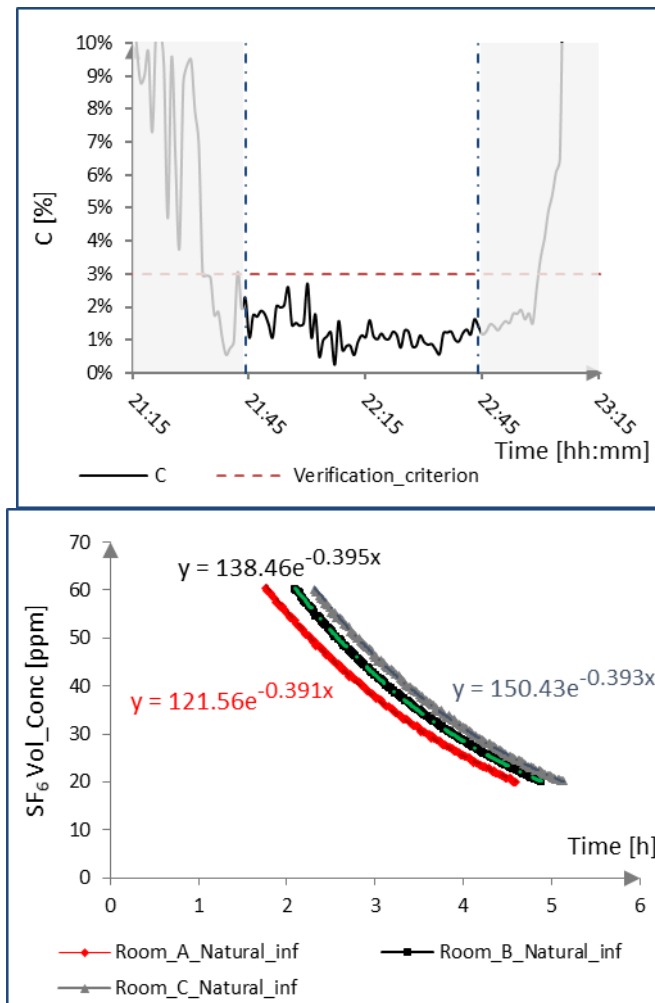 10%
9%
8%
7%
6%
5%
4%
3%
2%
1%
0%
C [%]
21:15
21:45
22:15
22:45
23:15
Time [hh:mm]
C
Verification_criterion
70
60
50
40
30
20
10
0
SF₆ Vol_Conc [ppm]
y = 138.46e^-0.395x
y = 121.56e^-0.391x
y = 150.43e^-0.393x
Time [h]
0 1 2 3 4 5 6
Room_A_Natural_inf Room_B_Natural_inf
Room_C_Natural_inf